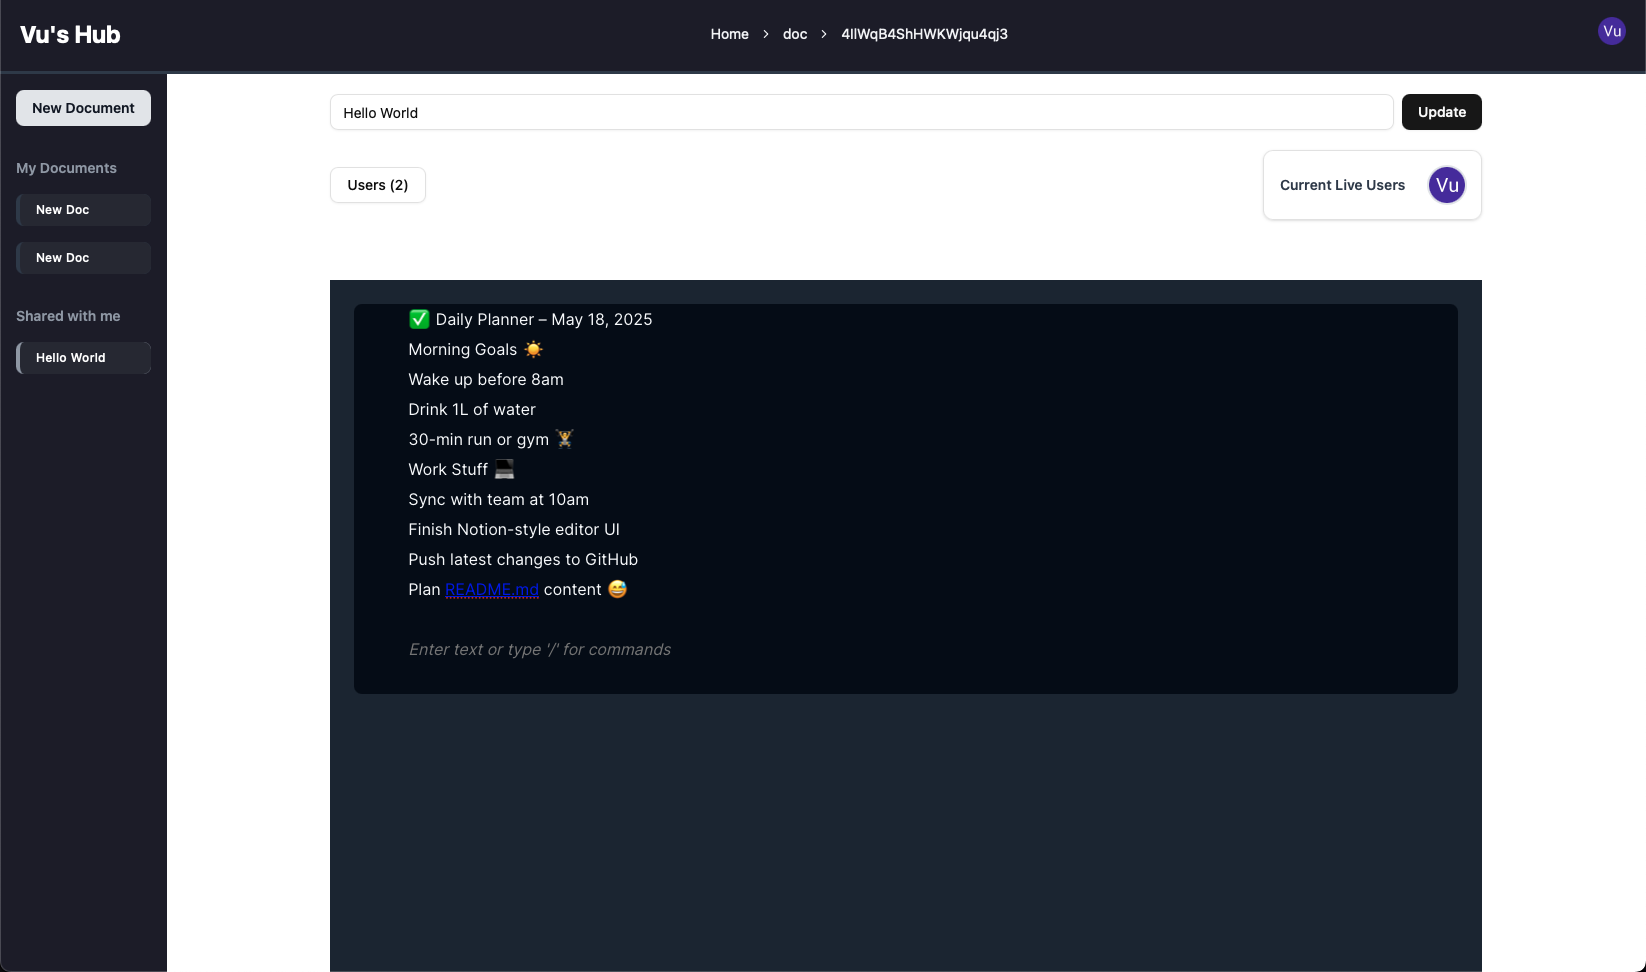 Vu's Hub
Home > doc > 4llWqB4ShHWKWjqu4qj3
Vu
New Document
My Documents
New Doc
New Doc
Shared with me
Hello World
Hello World
Update
Users (2)
Current Live Users
Vu
✅ Daily Planner – May 18, 2025
Morning Goals ☀️
Wake up before 8am
Drink 1L of water
30-min run or gym 🏋️
Work Stuff 💻
Sync with team at 10am
Finish Notion-style editor UI
Push latest changes to GitHub
Plan README.md content 😅
Enter text or type '/' for commands